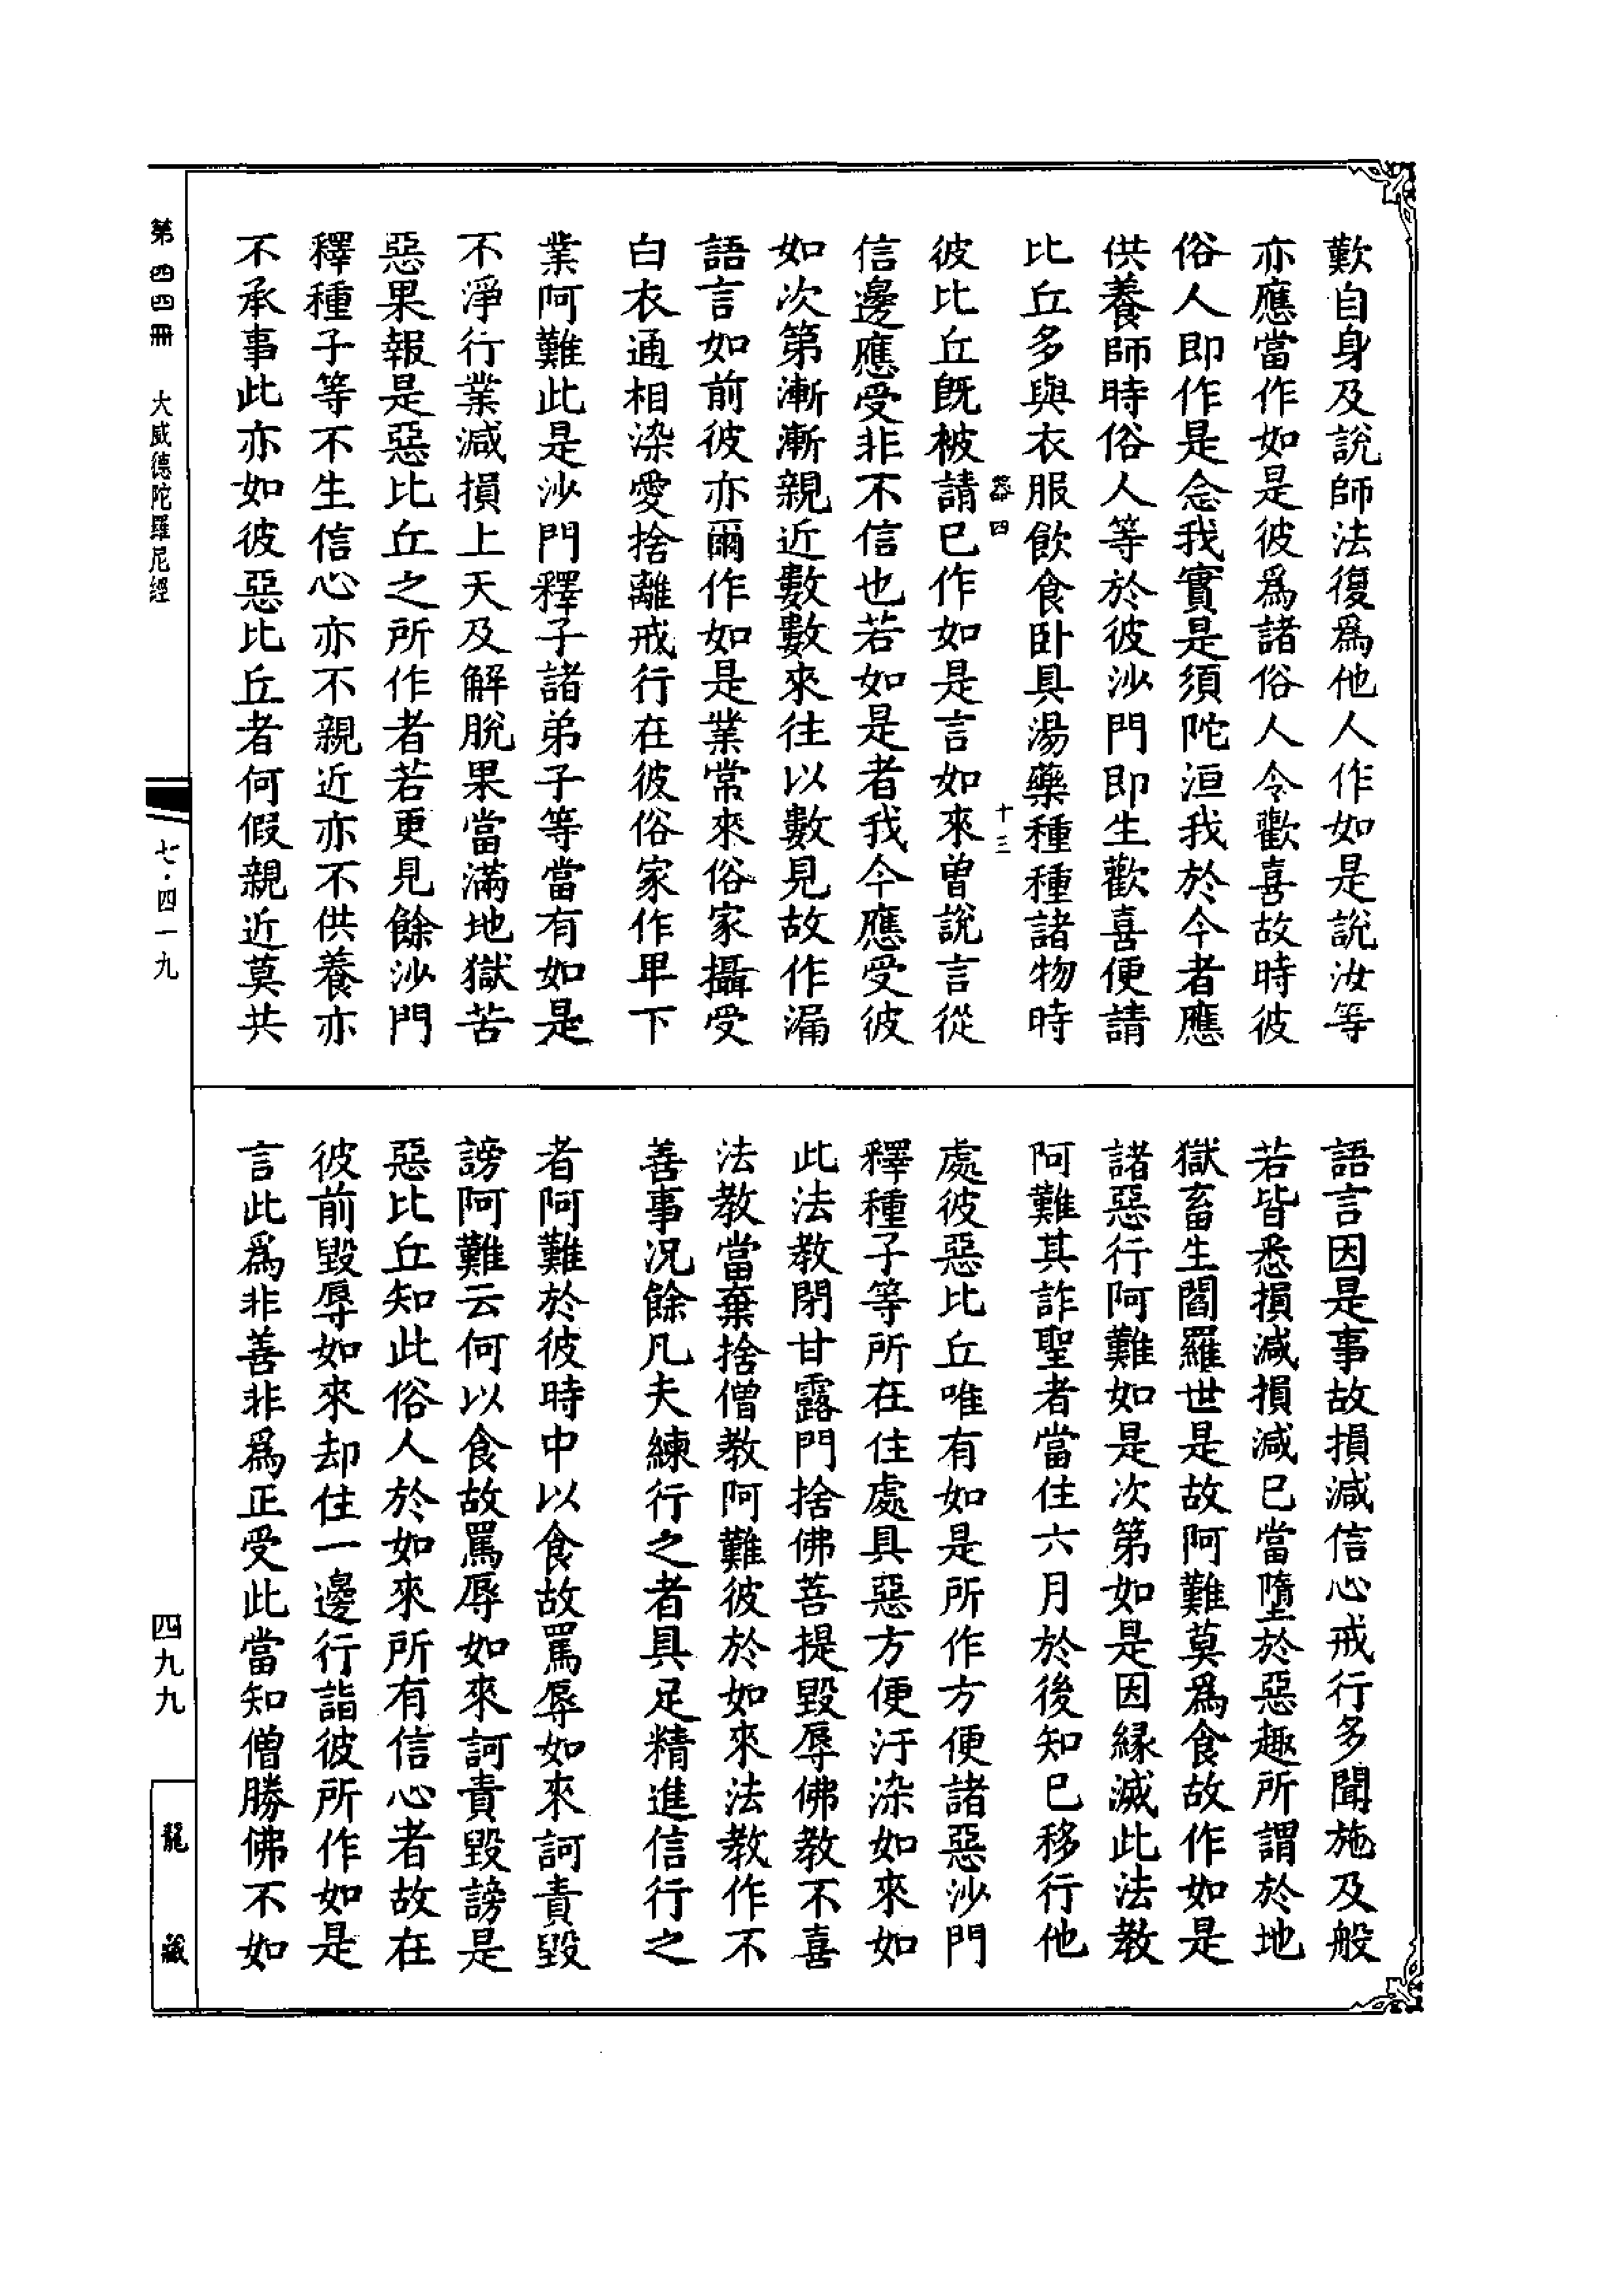 歎自身及說師法復爲他人作如是說汝等
亦應當作如是彼爲諸俗人令歡喜故時彼
俗人即作是念我實是須陀洹我於今者應
供養師時俗人等於彼沙門即生歡喜便請
比丘多與衣服飲食卧具湯藥種種諸物時
四 十三
彼比丘旣被請已作如是言如來曾說言從
信邊應受非不信也若如是者我今應受彼
如次第漸漸親近數數來往以數見故作漏
語言如前彼亦爾作如是業常來俗家攝受
白衣通相染愛捨離戒行在彼俗家作卑下
業阿難此是沙門釋子諸弟子等當有如是
不淨行業減損上天及解脫果當滿地獄苦
惡果報是惡比丘之所作者若更見餘沙門
釋種子等不生信心亦不親近亦不供養亦
不承事此亦如彼惡比丘者何假親近莫共
語言因是事故損減信心戒行多聞施及般
若皆悉損減損減已當墮於惡趣所謂於地
獄畜生閻羅世是故阿難莫爲食故作如是
諸惡行阿難如是次第如是因緣滅此法教
阿難其詐聖者當住六月於後知已移行他
處彼惡比丘唯有如是所作方便諸惡沙門
釋種子等所在住處具惡方便汙染如來如
此法教閉甘露門捨佛菩提毀辱佛教不喜
法教當棄捨僧教阿難彼於如來法教作不
善事況餘凡夫練行之者具足精進信行之
者阿難於彼時中以食故罵辱如來訶責毀
謗阿難云何以食故罵辱如來訶責毀謗是
惡比丘知此俗人於如來所有信心者故在
彼前毀辱如來却住一邊行詣彼所作如是
言此爲非善非爲正受此當知僧勝佛不如
第四四冊 大威德陀羅尼經
七·四一九
四九九
龍藏